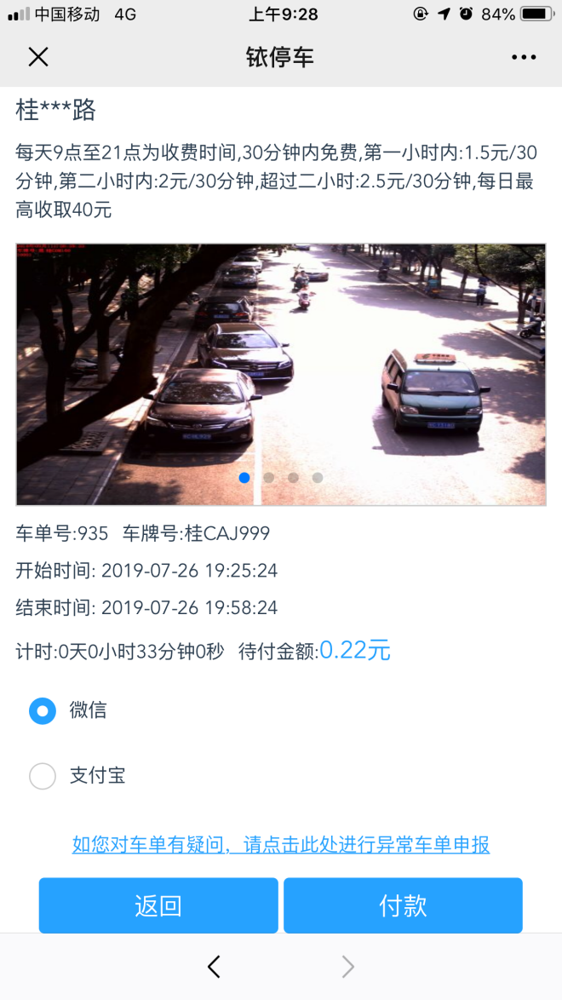 中国移动 4G 上午9:28 84%
铱停车
桂***路
每天9点至21点为收费时间,30分钟内免费,第一小时内:1.5元/30
分钟,第二小时内:2元/30分钟,超过二小时:2.5元/30分钟,每日最
高收取40元
车单号:935 车牌号:桂CAJ999
开始时间: 2019-07-26 19:25:24
结束时间: 2019-07-26 19:58:24
计时:0天0小时33分钟0秒 待付金额:0.22元
微信
支付宝
如您对车单有疑问，请点击此处进行异常车单申报
返回
付款